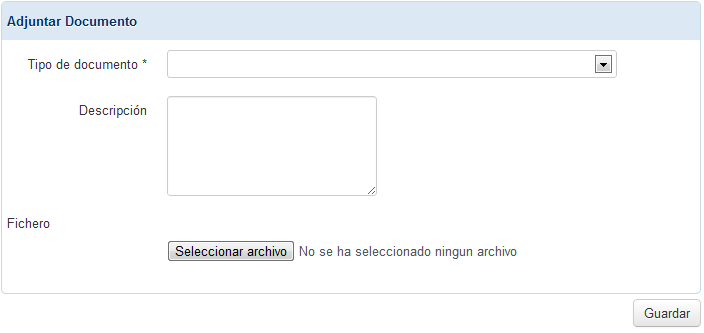 Adjuntar Documento
Tipo de documento *
Descripción
Fichero
Seleccionar archivo No se ha seleccionado ningun archivo
Guardar